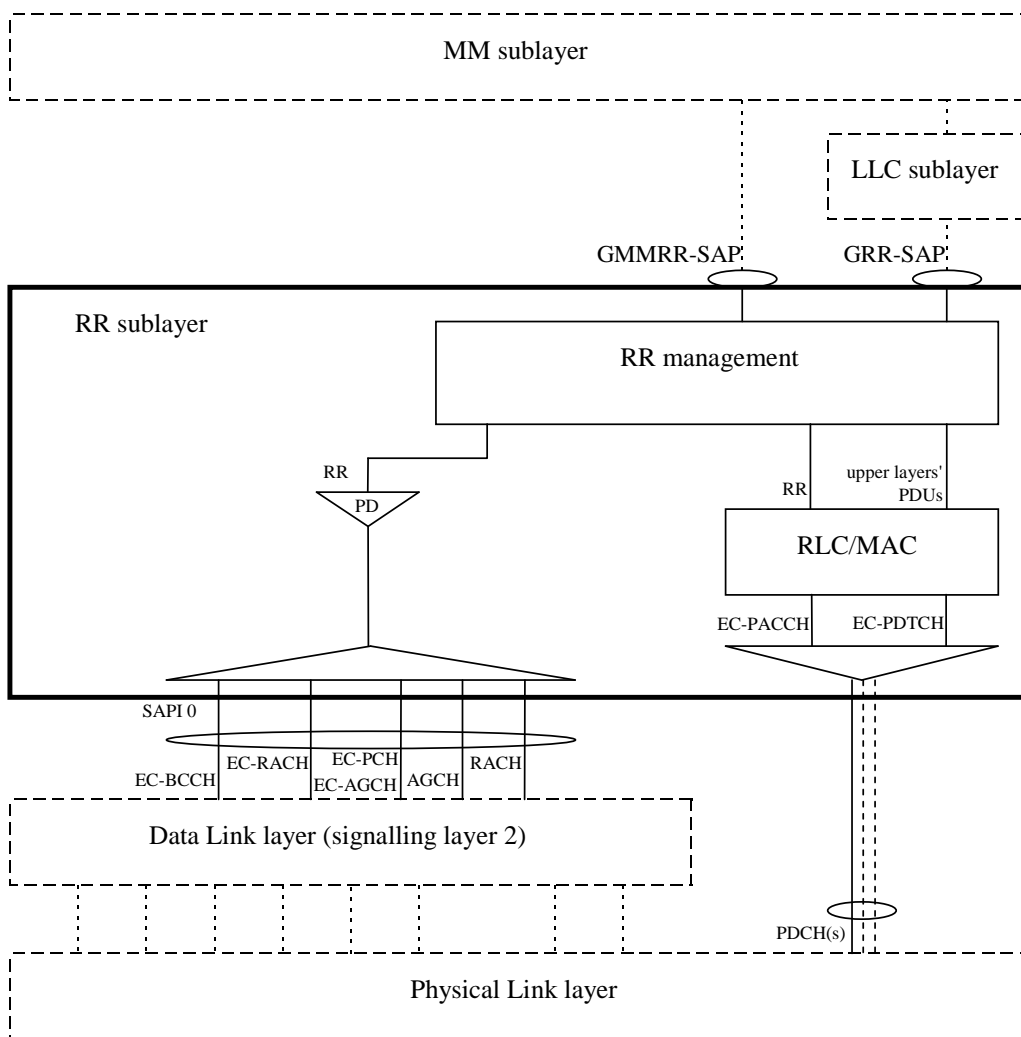 MM sublayer
LLC sublayer
GMMRR-SAP
GRR-SAP
RR sublayer
RR management
RR
PD
RR
upper layers'
PDUs
RLC/MAC
EC-PACCH
EC-PDTCH
SAPI 0
EC-BCCH
EC-RACH
EC-PCH
EC-AGCH
AGCH
RACH
Data Link layer (signalling layer 2)
PDCH(s)
Physical Link layer